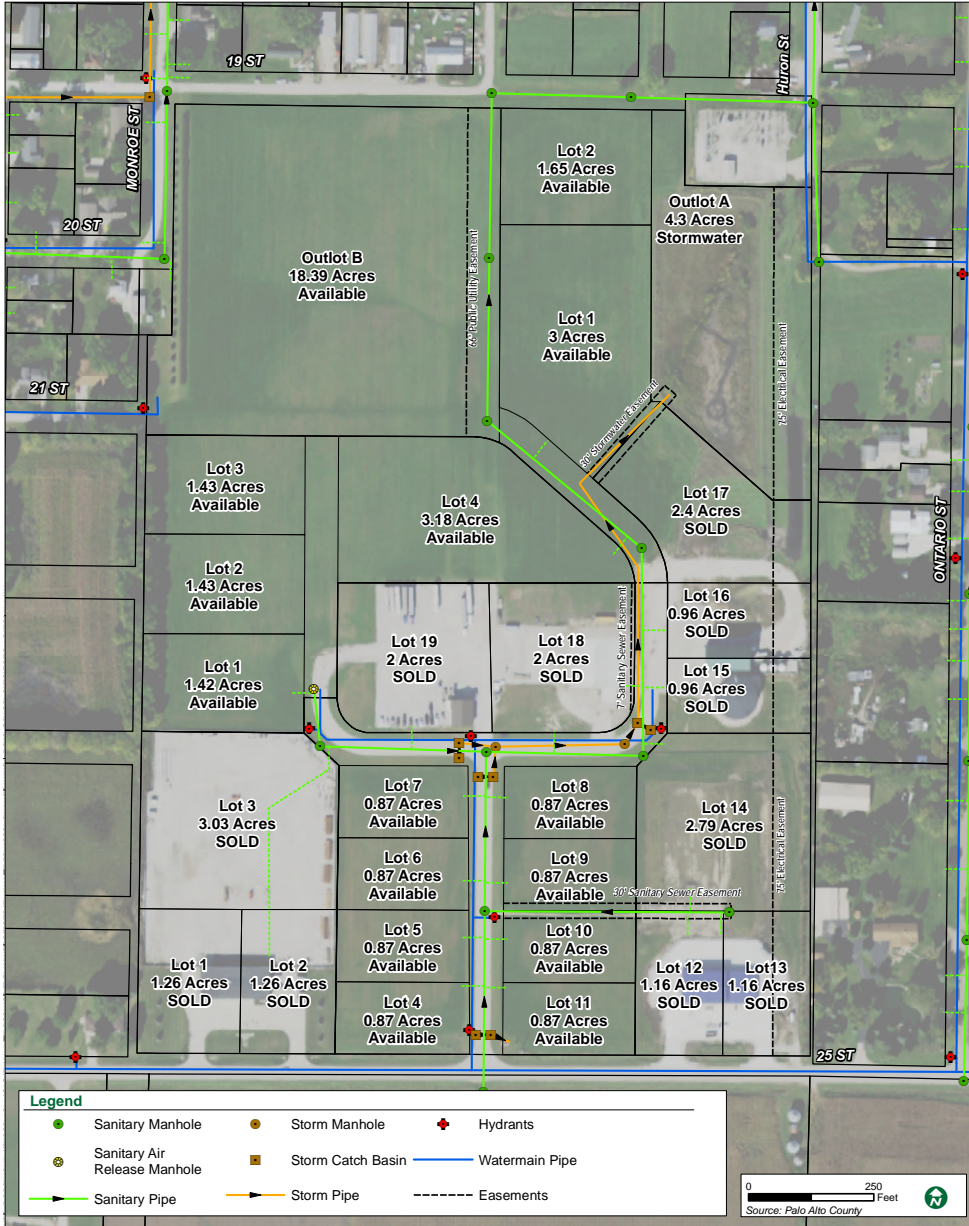 19 ST
Huron St
MONROE ST
Lot 2
1.65 Acres
Available
Outlot A
4.3 Acres
Stormwater
20 ST
Outlot B
18.39 Acres
Available
66' Public Utility Easement
Lot 1
3 Acres
Available
75' Electrical Easement
21 ST
30' Stormwater Easement
Lot 3
1.43 Acres
Available
Lot 4
3.18 Acres
Available
Lot 17
2.4 Acres
SOLD
ONTARIO ST
Lot 2
1.43 Acres
Available
Lot 16
0.96 Acres
SOLD
Lot 19
2 Acres
SOLD
Lot 18
2 Acres
SOLD
7' Sanitary Sewer Easement
Lot 1
1.42 Acres
Available
Lot 15
0.96 Acres
SOLD
Lot 3
3.03 Acres
SOLD
Lot 7
0.87 Acres
Available
Lot 8
0.87 Acres
Available
Lot 14
2.79 Acres
SOLD
75' Electrical Easement
Lot 6
0.87 Acres
Available
Lot 9
0.87 Acres
Available
30' Sanitary Sewer Easement
Lot 5
0.87 Acres
Available
Lot 10
0.87 Acres
Available
Lot 1
1.26 Acres
SOLD
Lot 2
1.26 Acres
SOLD
Lot 12
1.16 Acres
SOLD
Lot13
1.16 Acres
SOLD
Lot 4
0.87 Acres
Available
Lot 11
0.87 Acres
Available
25 ST
Legend
Sanitary Manhole
Storm Manhole
Hydrants
Sanitary Air
Release Manhole
Storm Catch Basin
Watermain Pipe
Sanitary Pipe
Storm Pipe
Easements
0 250
Feet
Source: Palo Alto County
N